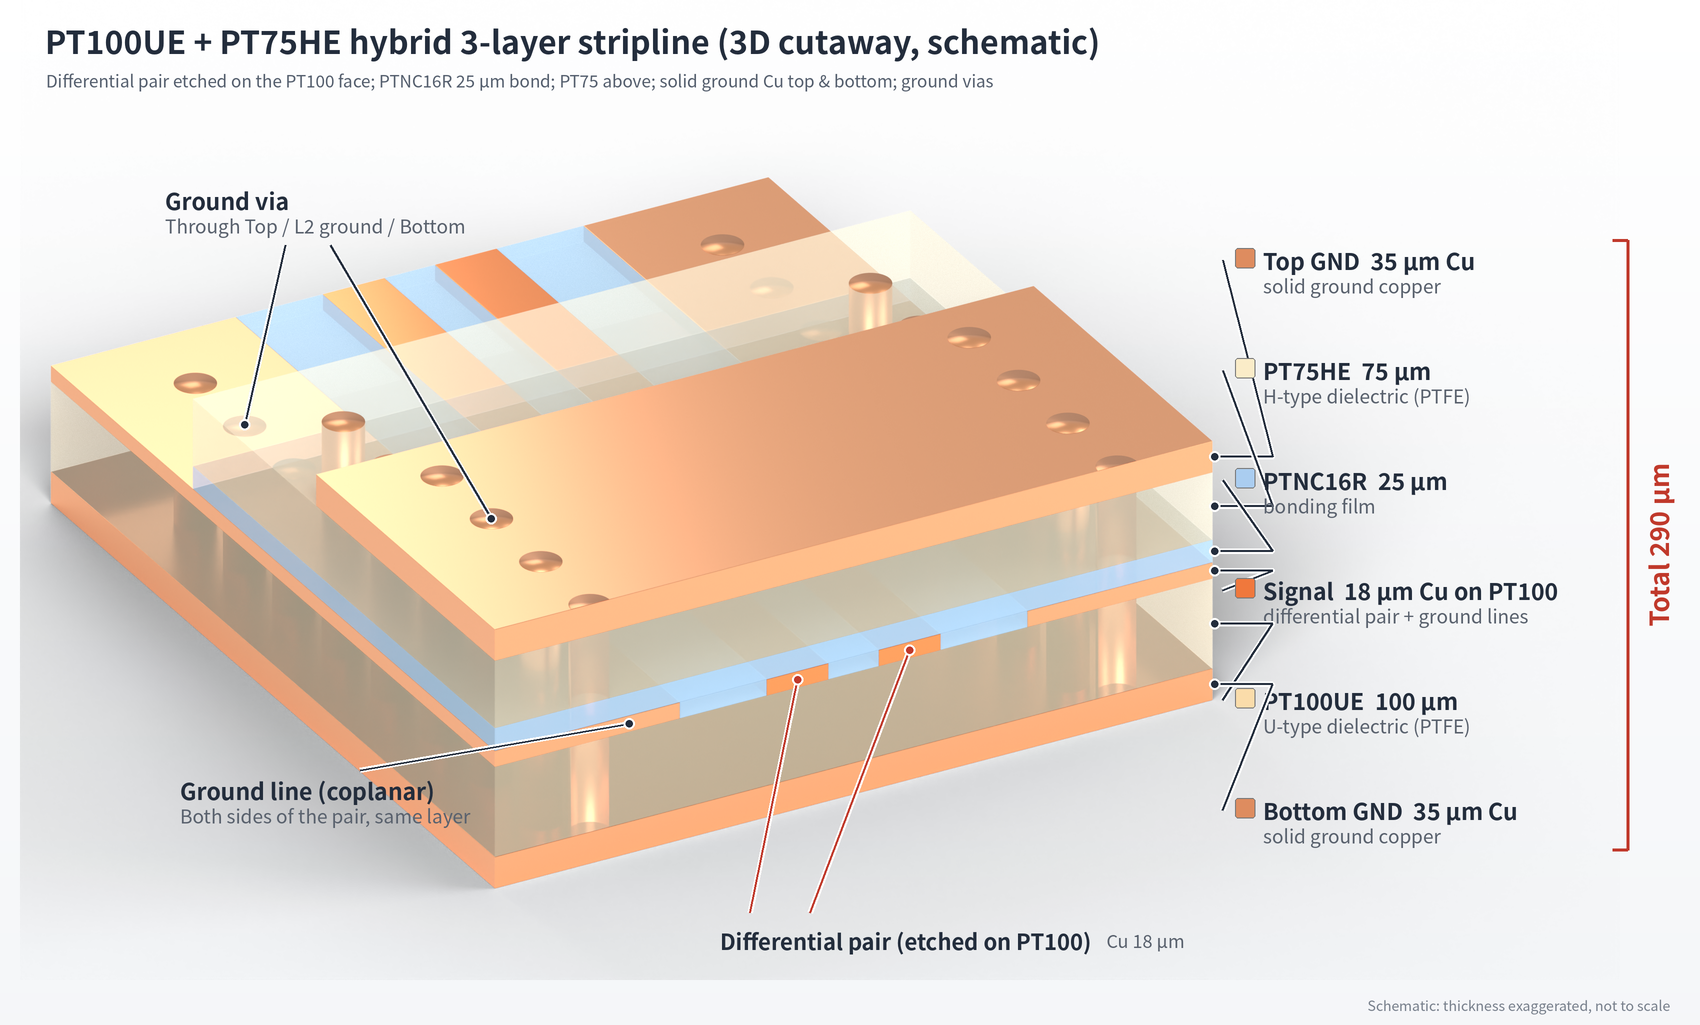 PT100UE + PT75HE hybrid 3-layer stripline (3D cutaway, schematic)
Differential pair etched on the PT100 face; PTNC16R 25 µm bond; PT75 above; solid ground Cu top & bottom; ground vias
Ground via
Through Top / L2 ground / Bottom
Top GND 35 µm Cu
solid ground copper
PT75HE 75 µm
H-type dielectric (PTFE)
PTNC16R 25 µm
bonding film
Signal 18 µm Cu on PT100
differential pair + ground lines
PT100UE 100 µm
U-type dielectric (PTFE)
Bottom GND 35 µm Cu
solid ground copper
Total 290 µm
Ground line (coplanar)
Both sides of the pair, same layer
Differential pair (etched on PT100) Cu 18 µm
Schematic: thickness exaggerated, not to scale